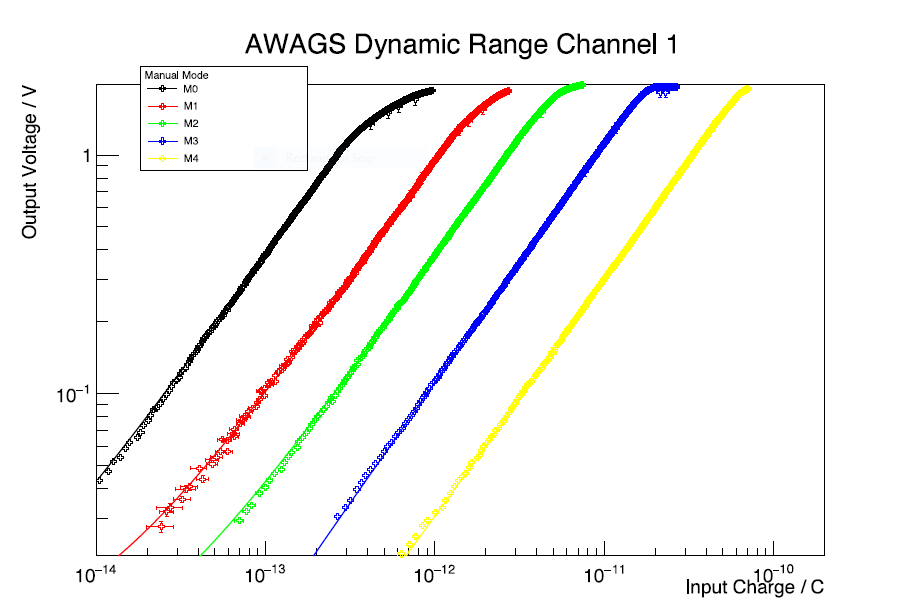 AWAGS Dynamic Range Channel 1
Output Voltage / V
Manual Mode
M0
M1
M2
M3
M4
1
10⁻¹
10⁻¹⁴ 10⁻¹³ 10⁻¹² 10⁻¹¹ 10⁻¹⁰
Input Charge / C